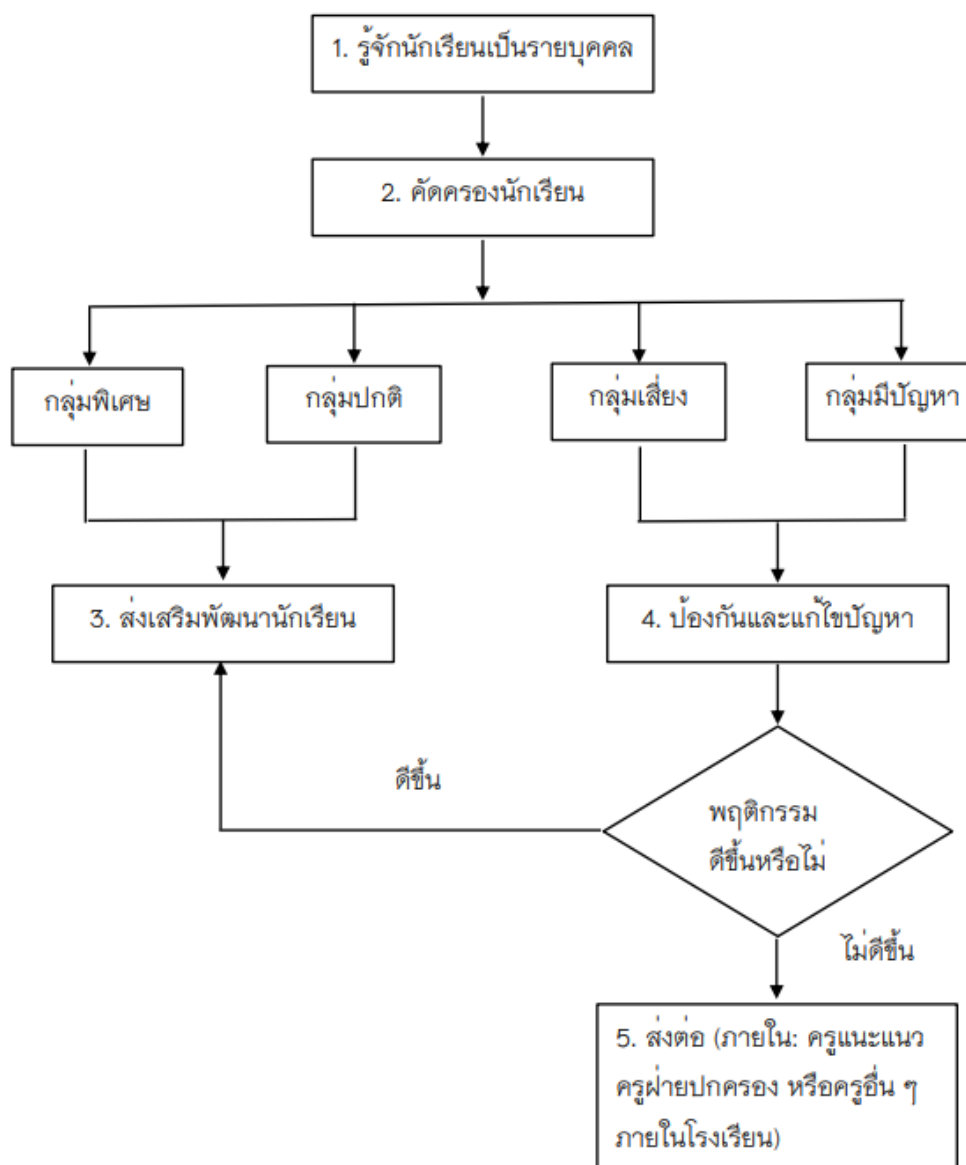 1. รู้จักนักเรียนเป็นรายบุคคล
2. คัดครองนักเรียน
กลุ่มพิเศษ
กลุ่มปกติ
กลุ่มเสี่ยง
กลุ่มมีปัญหา
3. ส่งเสริมพัฒนานักเรียน
4. ป้องกันและแก้ไขปัญหา
ดีขึ้น
พฤติกรรม
ดีขึ้นหรือไม่
ไม่ดีขึ้น
5. ส่งต่อ (ภายใน: ครูแนะแนว
ครูฝ่ายปกครอง หรือครูอื่น ๆ
ภายในโรงเรียน)